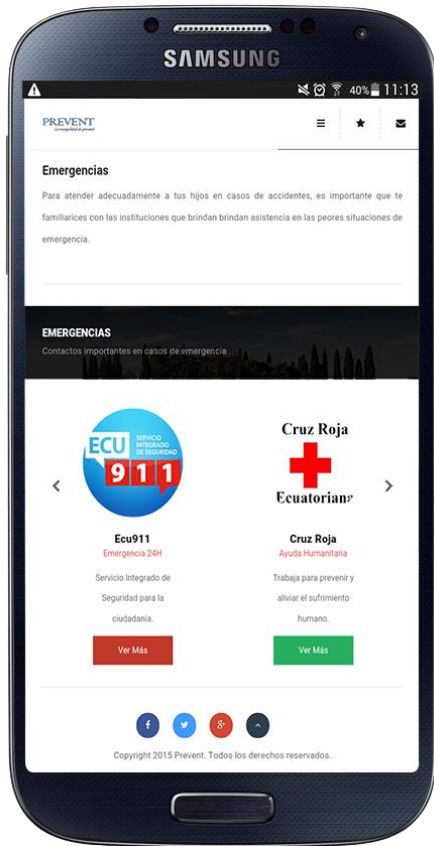 SAMSUNG
40% 11:13
PREVENT
Emergencias
Para atender adecuadamente a tus hijos en casos de accidentes, es importante que te
familiarices con las instituciones que brindan brindan asistencia en las peores situaciones de
emergencia.
EMERGENCIAS
Contactos importantes en casos de emergencia
ECU SERVICIO
INTEGRADO
DE SEGURIDAD
911
Cruz Roja
Ecuatoriana
Ecu911
Emergencia 24H
Servicio Integrado de
Seguridad para la
ciudadanía.
Ver Más
Cruz Roja
Ayuda Humanitaria
Trabaja para prevenir y
aliviar el sufrimiento
humano.
Ver Más
Copyright 2015 Prevent. Todos los derechos reservados.